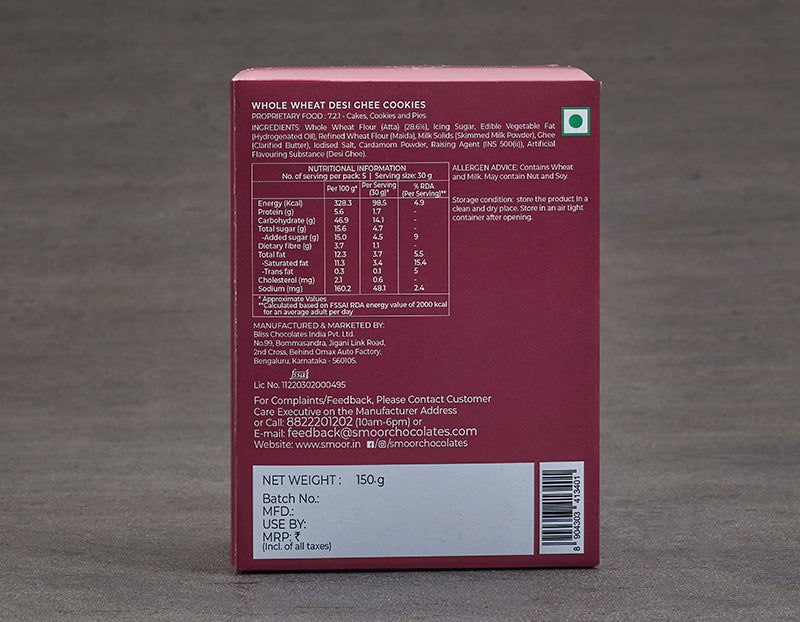 WHOLE WHEAT DESI GHEE COOKIES
PROPRIETARY FOOD : 7.2.1 - Cakes, Cookies and Pies
INGREDIENTS: Whole Wheat Flour (Atta) (28.6%), Icing Sugar, Edible Vegetable Fat
(Hydrogenated Oil), Refined Wheat Flour (Maida), Milk Solids (Skimmed Milk Powder), Ghee
(Clarified Butter), Iodised Salt, Cardamom Powder, Raising Agent (INS 500(ii)), Artificial
Flavouring Substance (Desi Ghee).
NUTRITIONAL INFORMATION
No. of serving per pack: 5 | Serving size: 30 g
Per 100 g* Per Serving (30 g)* % RDA (Per Serving)**
Energy (Kcal) 328.3 98.5 4.9
Protein (g) 5.6 1.7 -
Carbohydrate (g) 46.9 14.1 -
Total sugar (g) 15.6 4.7 -
-Added sugar (g) 15.0 4.5 9
Dietary fibre (g) 3.7 1.1 -
Total fat 12.3 3.7 5.5
-Saturated fat 11.3 3.4 15.4
-Trans fat 0.3 0.1 5
Cholesterol (mg) 2.1 0.6 -
Sodium (mg) 160.2 48.1 2.4
* Approximate Values
**Calculated based on FSSAI RDA energy value of 2000 kcal
for an average adult per day
ALLERGEN ADVICE: Contains Wheat
and Milk. May contain Nut and Soy.
Storage condition: store the product In a
clean and dry place. Store in an air tight
container after opening.
MANUFACTURED & MARKETED BY:
Bliss Chocolates India Pvt. Ltd.
No.99, Bommasandra, Jigani Link Road,
2nd Cross, Behind Omax Auto Factory,
Bengaluru, Karnataka - 560105.
fssai
Lic No. 11220302000495
For Complaints/Feedback, Please Contact Customer
Care Executive on the Manufacturer Address
or Call: 8822201202 (10am-6pm) or
E-mail: feedback@smoorchocolates.com
Website: www.smoor.in /smoorchocolates
NET WEIGHT : 150 g
Batch No.:
MFD.:
USE BY:
MRP: ₹
(Incl. of all taxes)
8 904303 413401